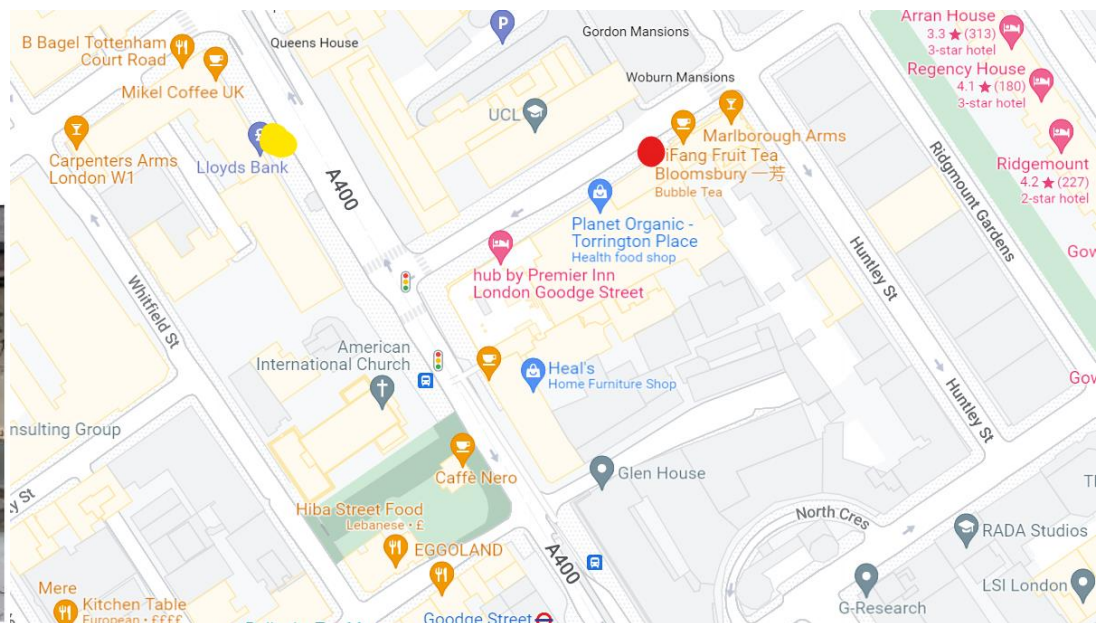 B Bagel Tottenham
Court Road
Mikel Coffee UK
Queens House
P
Gordon Mansions
Woburn Mansions
Arran House
3.3 ★ (313)
3-star hotel
Regency House
4.1 ★ (180)
3-star hotel
UCL
Carpenters Arms
London W1
Lloyds Bank
A400
Marlborough Arms
iFang Fruit Tea
Bloomsbury 一芳
Bubble Tea
Ridgemount
4.2 ★ (227)
2-star hotel
Ridgmount Gardens
Planet Organic -
Torrington Place
Health food shop
hub by Premier Inn
London Goodge Street
Huntley St
Gow
Whitfield St
American
International Church
Heal's
Home Furniture Shop
Gow
Huntley St
nsulting Group
Caffè Nero
Glen House
y St
Hiba Street Food
Lebanese • £
EGGOLAND
A400
North Cres
RADA Studios
LSI London
G-Research
Mere
Kitchen Table
European • ££££
Goodge Street